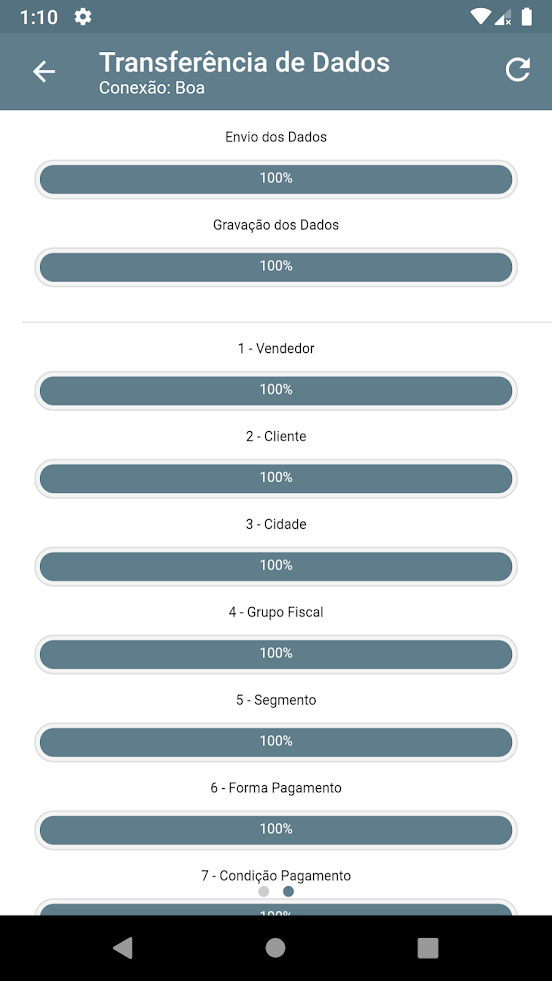 1:10
Transferência de Dados
Conexão: Boa
Envio dos Dados
100%
Gravação dos Dados
100%
1 - Vendedor
100%
2 - Cliente
100%
3 - Cidade
100%
4 - Grupo Fiscal
100%
5 - Segmento
100%
6 - Forma Pagamento
100%
7 - Condição Pagamento
100%